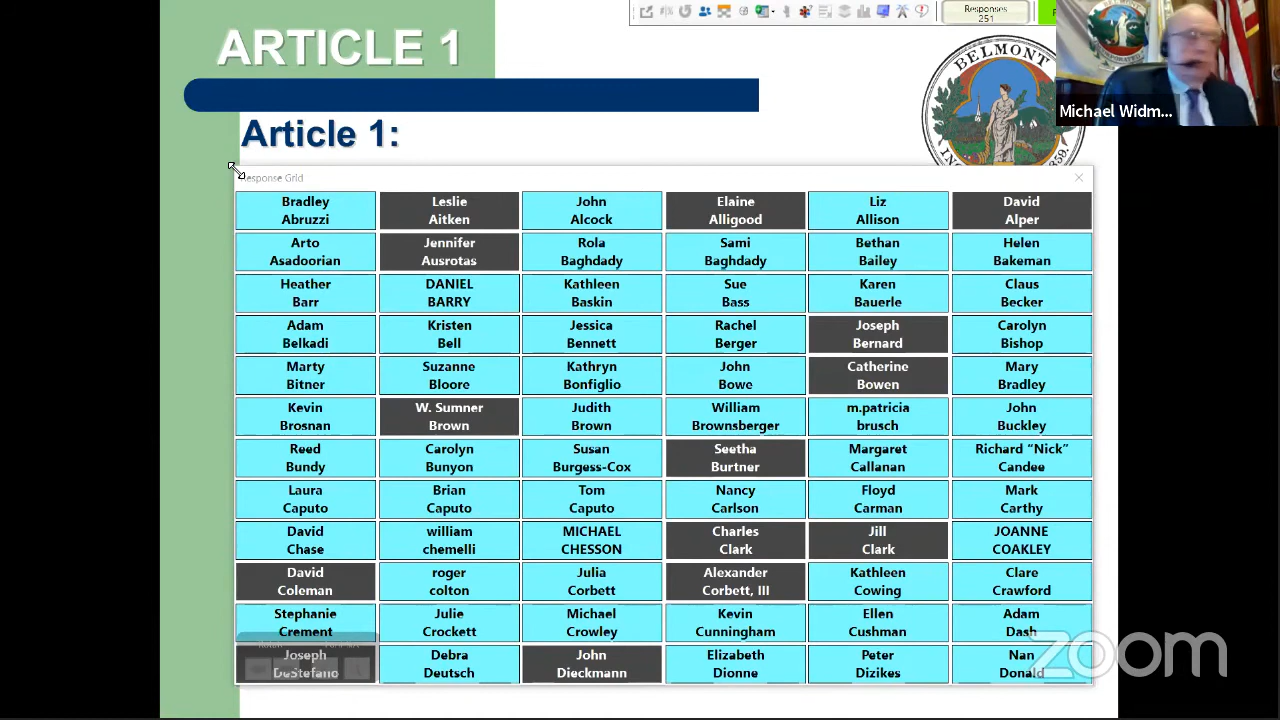 ARTICLE 1
Responses
251
BELMONT
Michael Widm...
Article 1:
Response Grid
Bradley Abruzzi
Leslie Aitken
John Alcock
Elaine Alligood
Liz Allison
David Alper
Arto Asadoorian
Jennifer Ausrotas
Rola Baghdady
Sami Baghdady
Bethan Bailey
Helen Bakeman
Heather Barr
DANIEL BARRY
Kathleen Baskin
Sue Bass
Karen Bauerle
Claus Becker
Adam Belkadi
Kristen Bell
Jessica Bennett
Rachel Berger
Joseph Bernard
Carolyn Bishop
Marty Bitner
Suzanne Bloore
Kathryn Bonfiglio
John Bowe
Catherine Bowen
Mary Bradley
Kevin Brosnan
W. Sumner Brown
Judith Brown
William Brownsberger
m.patricia brusch
John Buckley
Reed Bundy
Carolyn Bunyon
Susan Burgess-Cox
Seetha Burtner
Margaret Callanan
Richard “Nick” Candee
Laura Caputo
Brian Caputo
Tom Caputo
Nancy Carlson
Floyd Carman
Mark Carthy
David Chase
william chemelli
MICHAEL CHESSON
Charles Clark
Jill Clark
JOANNE COAKLEY
David Coleman
roger colton
Julia Corbett
Alexander Corbett, III
Kathleen Cowing
Clare Crawford
Stephanie Crement
Julie Crockett
Michael Crowley
Kevin Cunningham
Ellen Cushman
Adam Dash
Joseph DeStefano
Debra Deutsch
John Dieckmann
Elizabeth Dionne
Peter Dizikes
Nan Donald
zoom